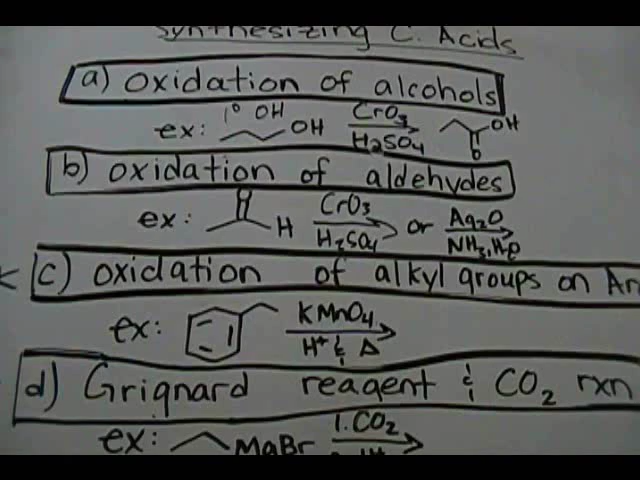 Synthesizing C. Acids
a) oxidation of alcohols
ex: 1° OH OH CrO3 H2SO4 OH O
b) oxidation of aldehydes
ex: O H CrO3 H2SO4 or Ag2O NH3, H2O
c) oxidation of alkyl groups on Ar
ex: KMnO4 H+ & Δ
d) Grignard reagent & CO2 rxn
ex: MgBr 1. CO2